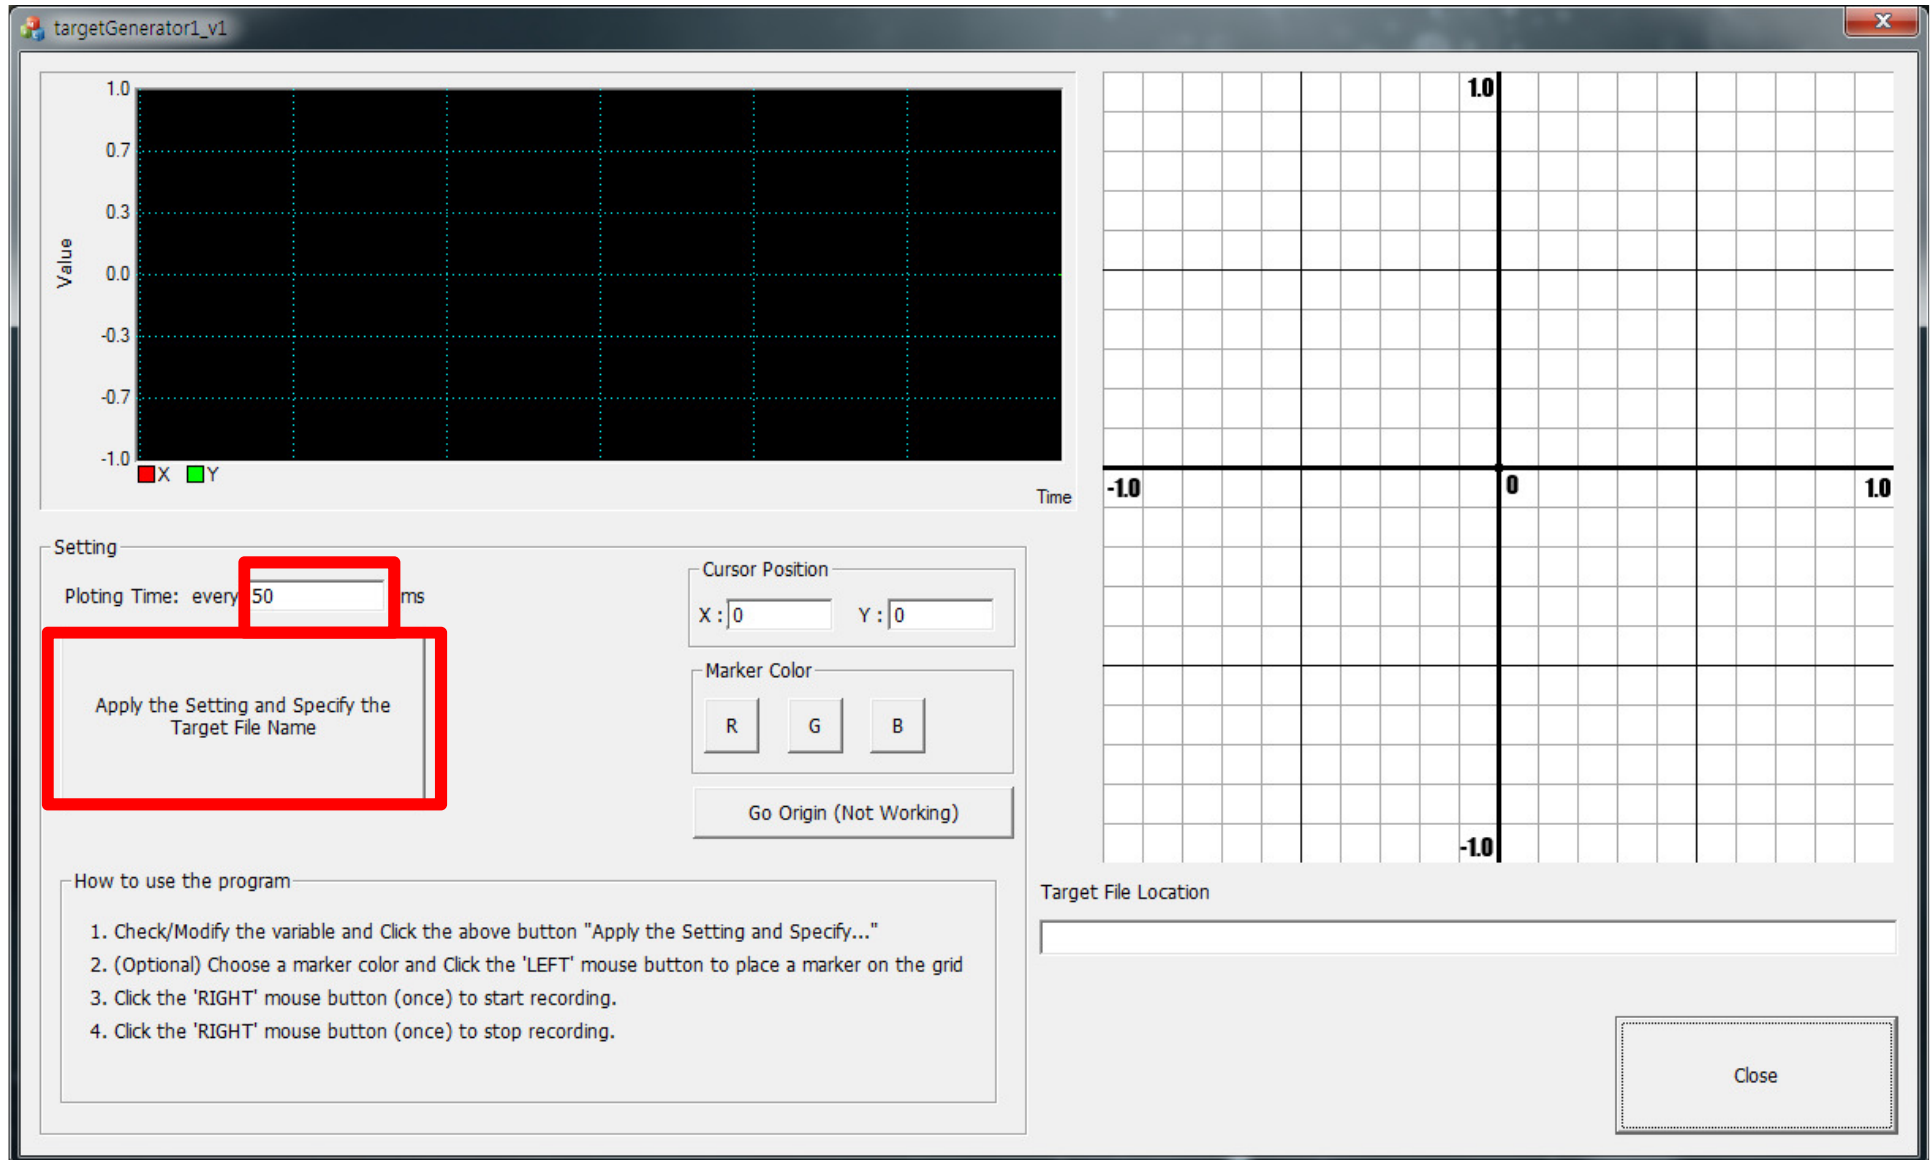 targetGenerator1_v1
X
1.0
0.7
0.3
0.0
-0.3
-0.7
-1.0
Value
X Y
Time
1.0
-1.0 0 1.0
-1.0
Setting
Ploting Time: every 50 ms
Apply the Setting and Specify the
Target File Name
Cursor Position
X : 0 Y : 0
Marker Color
R G B
Go Origin (Not Working)
How to use the program
1. Check/Modify the variable and Click the above button "Apply the Setting and Specify..."
2. (Optional) Choose a marker color and Click the 'LEFT' mouse button to place a marker on the grid
3. Click the 'RIGHT' mouse button (once) to start recording.
4. Click the 'RIGHT' mouse button (once) to stop recording.
Target File Location
Close